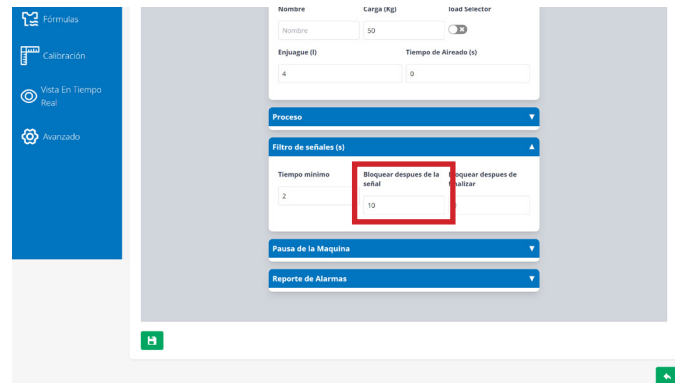 Fórmulas
Calibración
Vista En Tiempo
Real
Avanzado
Nombre Carga (Kg) load Selector
Nombre 50
Enjuague (l) Tiempo de Aireado (s)
4 0
Proceso
Filtro de señales (s)
Tiempo minimo Bloquear despues de la señal Bloquear despues de finalizar
2 10
Pausa de la Maquina
Reporte de Alarmas